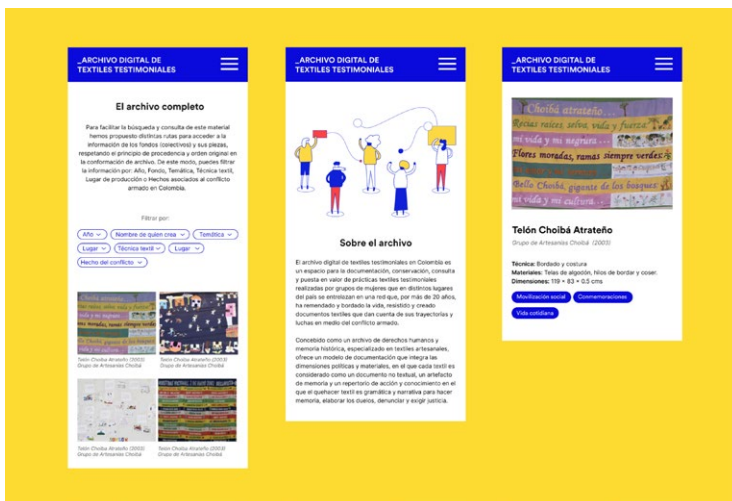 _ARCHIVO DIGITAL DE
TEXTILES TESTIMONIALES
El archivo completo
Para facilitar la búsqueda y consulta de este material
hemos propuesto distintas rutas para acceder a la
información de los fondos (colectivos) y sus piezas,
respetando el principio de procedencia y orden original en
la conformación de archivo. De este modo, puedes filtrar
la información por: Año, Fondo, Temática, Técnica textil,
Lugar de producción o Hechos asociados al conflicto
armado en Colombia.
Filtrar por:
Año
Nombre de quien crea
Temática
Lugar
Técnica textil
Lugar
Hecho del conflicto
Telón Choibá Atrateño (2003)
Grupo de Artesanías Choibá
Telón Choibá Atrateño (2003)
Grupo de Artesanías Choibá
Telón Choibá Atrateño (2003)
Grupo de Artesanías Choibá
Telón Choibá Atrateño (2003)
Grupo de Artesanías Choibá
_ARCHIVO DIGITAL DE
TEXTILES TESTIMONIALES
Sobre el archivo
El archivo digital de textiles testimoniales en Colombia es
un espacio para la documentación, conservación, consulta
y puesta en valor de prácticas textiles testimoniales
realizadas por grupos de mujeres que en distintos lugares
del país se entrelazan en una red que, por más de 20 años,
ha remendado y bordado la vida, resistido y creado
documentos textiles que dan cuenta de sus trayectorias y
luchas en medio del conflicto armado.
Concebido como un archivo de derechos humanos y
memoria histórica, especializado en textiles artesanales,
ofrece un modelo de documentación que integra las
dimensiones políticas y materiales, en el que cada textil es
considerado como un documento no textual, un artefacto
de memoria y un repertorio de acción y conocimiento en el
que el quehacer textil es gramática y narrativa para hacer
memoria, elaborar los duelos, denunciar y exigir justicia.
_ARCHIVO DIGITAL DE
TEXTILES TESTIMONIALES
Choibá atrateño...
Recias raíces, selva, vida y fuerza.
mi vida y mi negrura...
Flores moradas, ramas siempre verdes:
Bello Choibá, gigante de los bosques:
mi vida y mi cultura...
Telón Choibá Atrateño
Grupo de Artesanías Choibá (2003)
Técnica: Bordado y costura
Materiales: Telas de algodón, hilos de bordar y coser.
Dimensiones: 119 × 83 × 0.5 cms
Movilización social
Conmemoraciones
Vida cotidiana